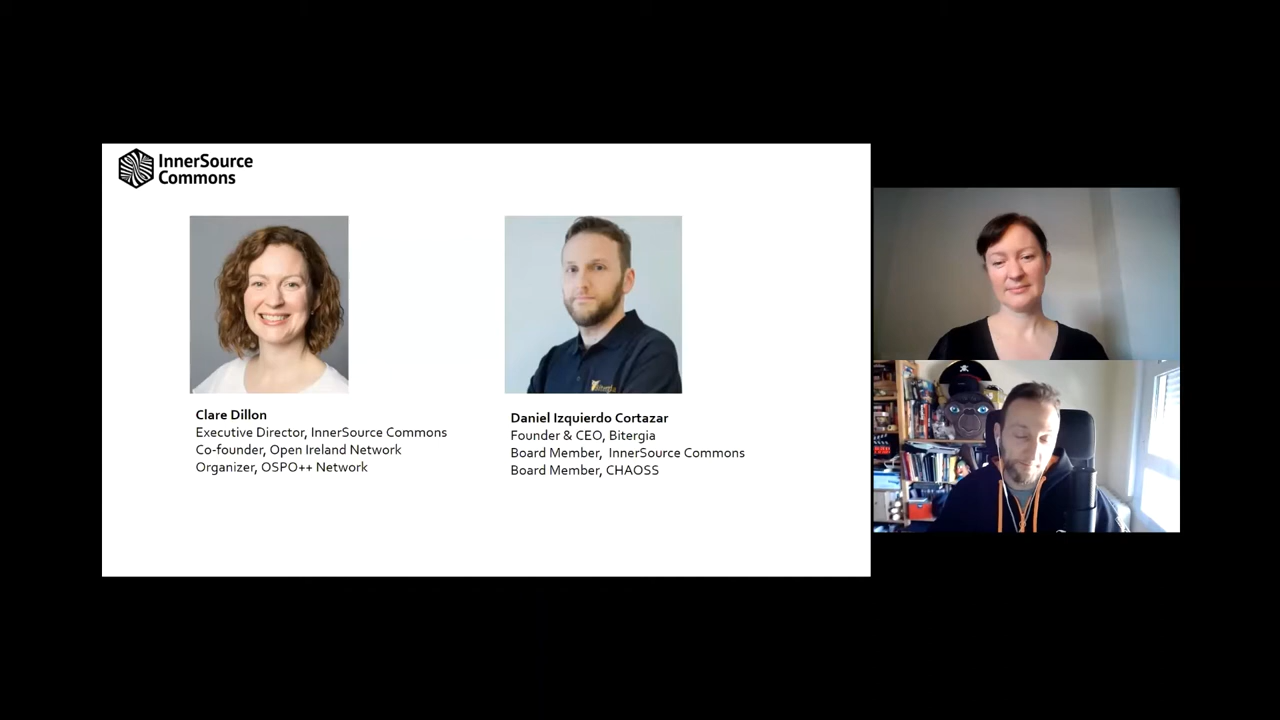 InnerSource
Commons
Clare Dillon
Executive Director, InnerSource Commons
Co-founder, Open Ireland Network
Organizer, OSPO++ Network
Daniel Izquierdo Cortazar
Founder & CEO, Bitergia
Board Member, InnerSource Commons
Board Member, CHAOSS